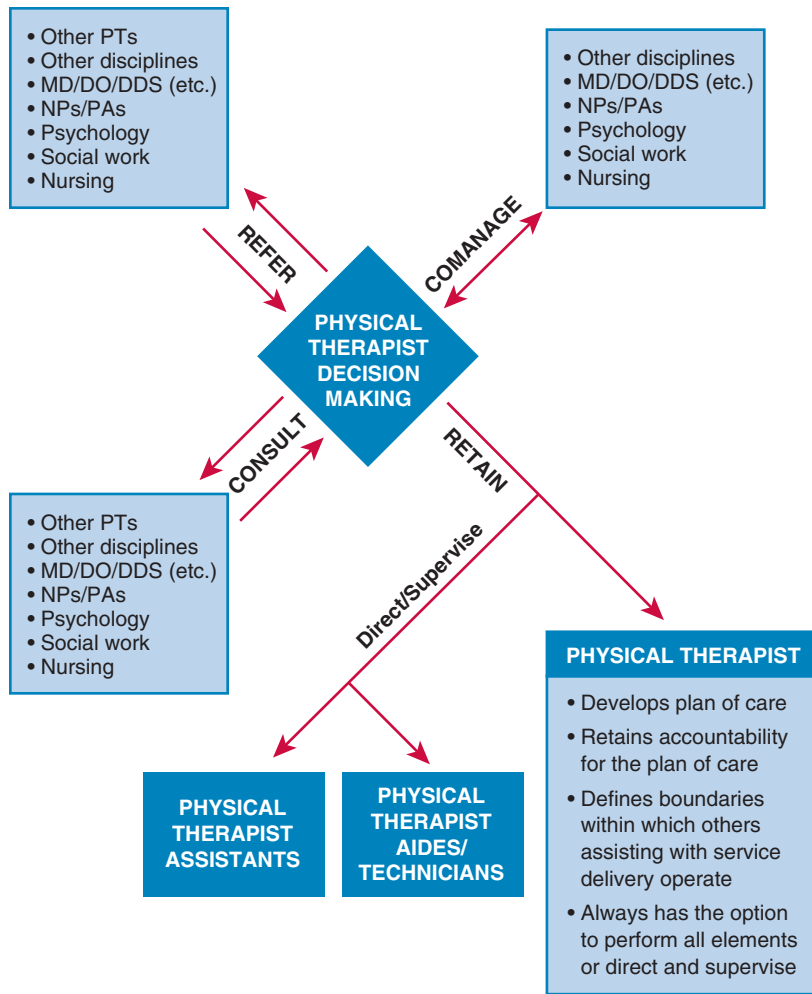 • Other PTs
• Other disciplines
• MD/DO/DDS (etc.)
• NPs/PAs
• Psychology
• Social work
• Nursing
• Other disciplines
• MD/DO/DDS (etc.)
• NPs/PAs
• Psychology
• Social work
• Nursing
REFER
COMANAGE
PHYSICAL
THERAPIST
DECISION
MAKING
CONSULT
RETAIN
• Other PTs
• Other disciplines
• MD/DO/DDS (etc.)
• NPs/PAs
• Psychology
• Social work
• Nursing
Direct/Supervise
PHYSICAL
THERAPIST
ASSISTANTS
PHYSICAL
THERAPIST
AIDES/
TECHNICIANS
PHYSICAL THERAPIST
• Develops plan of care
• Retains accountability
for the plan of care
• Defines boundaries
within which others
assisting with service
delivery operate
• Always has the option
to perform all elements
or direct and supervise